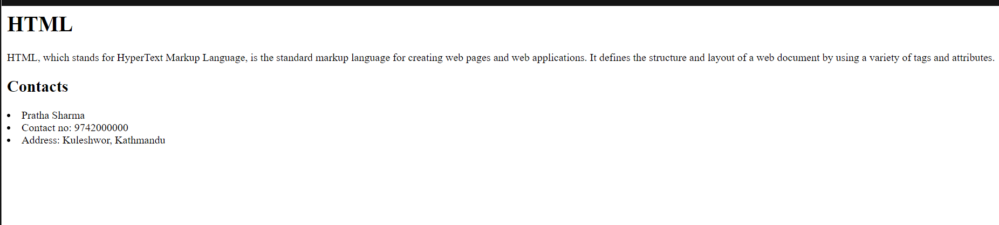 HTML
HTML, which stands for HyperText Markup Language, is the standard markup language for creating web pages and web applications. It defines the structure and layout of a web document by using a variety of tags and attributes.
Contacts
• Pratha Sharma
• Contact no: 9742000000
• Address: Kuleshwor, Kathmandu